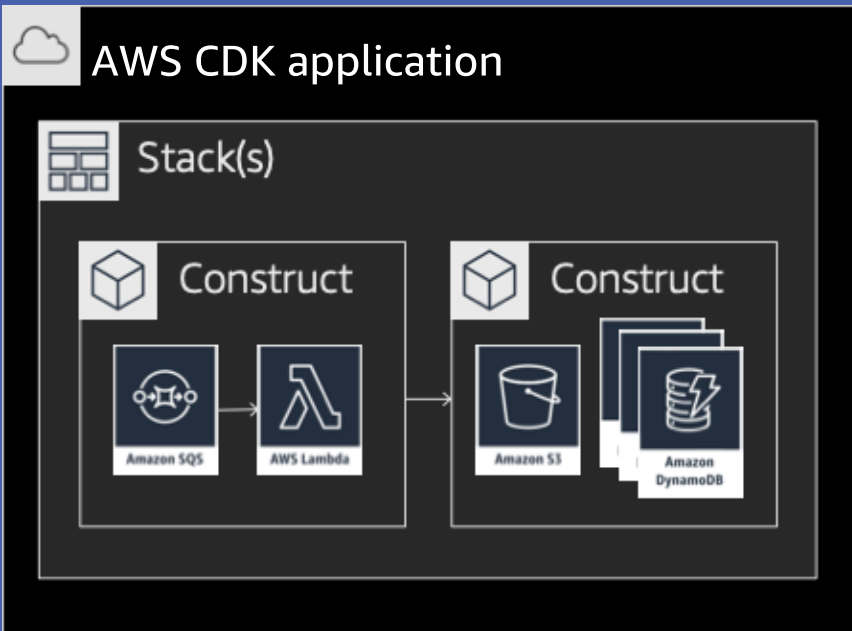 AWS CDK application
Stack(s)
Construct
Construct
Amazon SQS
AWS Lambda
Amazon S3
Amazon
DynamoDB